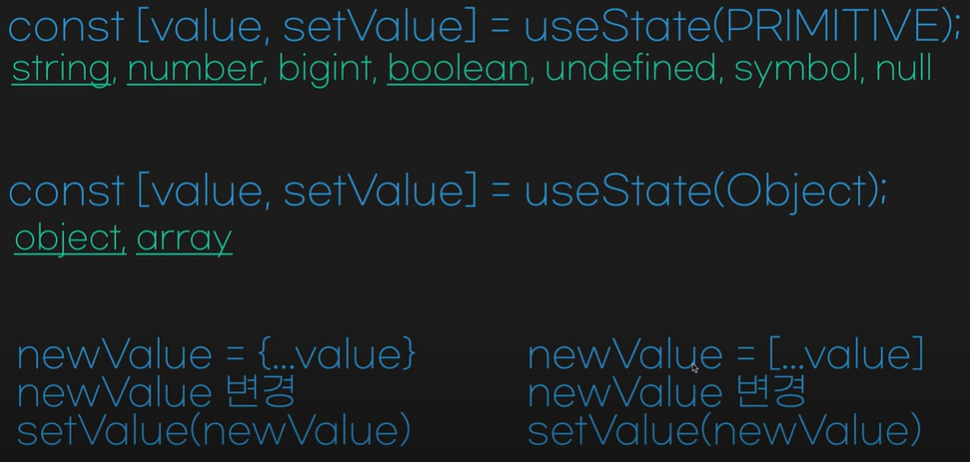 const [value, setValue] = useState(PRIMITIVE);
string, number, bigint, boolean, undefined, symbol, null
const [value, setValue] = useState(Object);
object, array
newValue = {...value}
newValue 변경
setValue(newValue)
newValue = [...value]
newValue 변경
setValue(newValue)